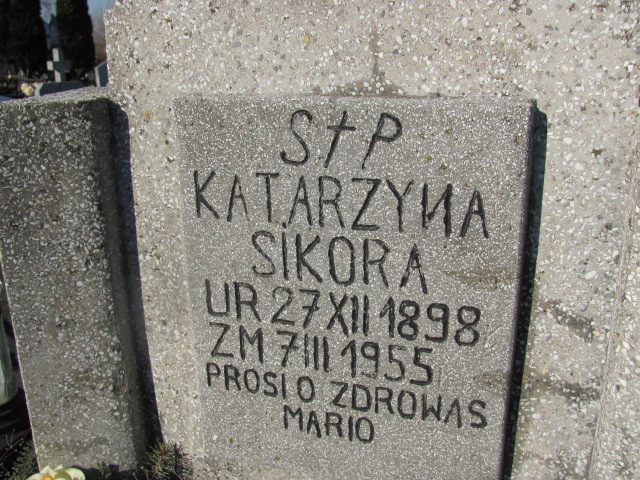 S†P
KATARZYNA
SIKORA
UR 27 XII 1898
ZM 7 III 1955
PROSI O ZDROWAS
MARIO